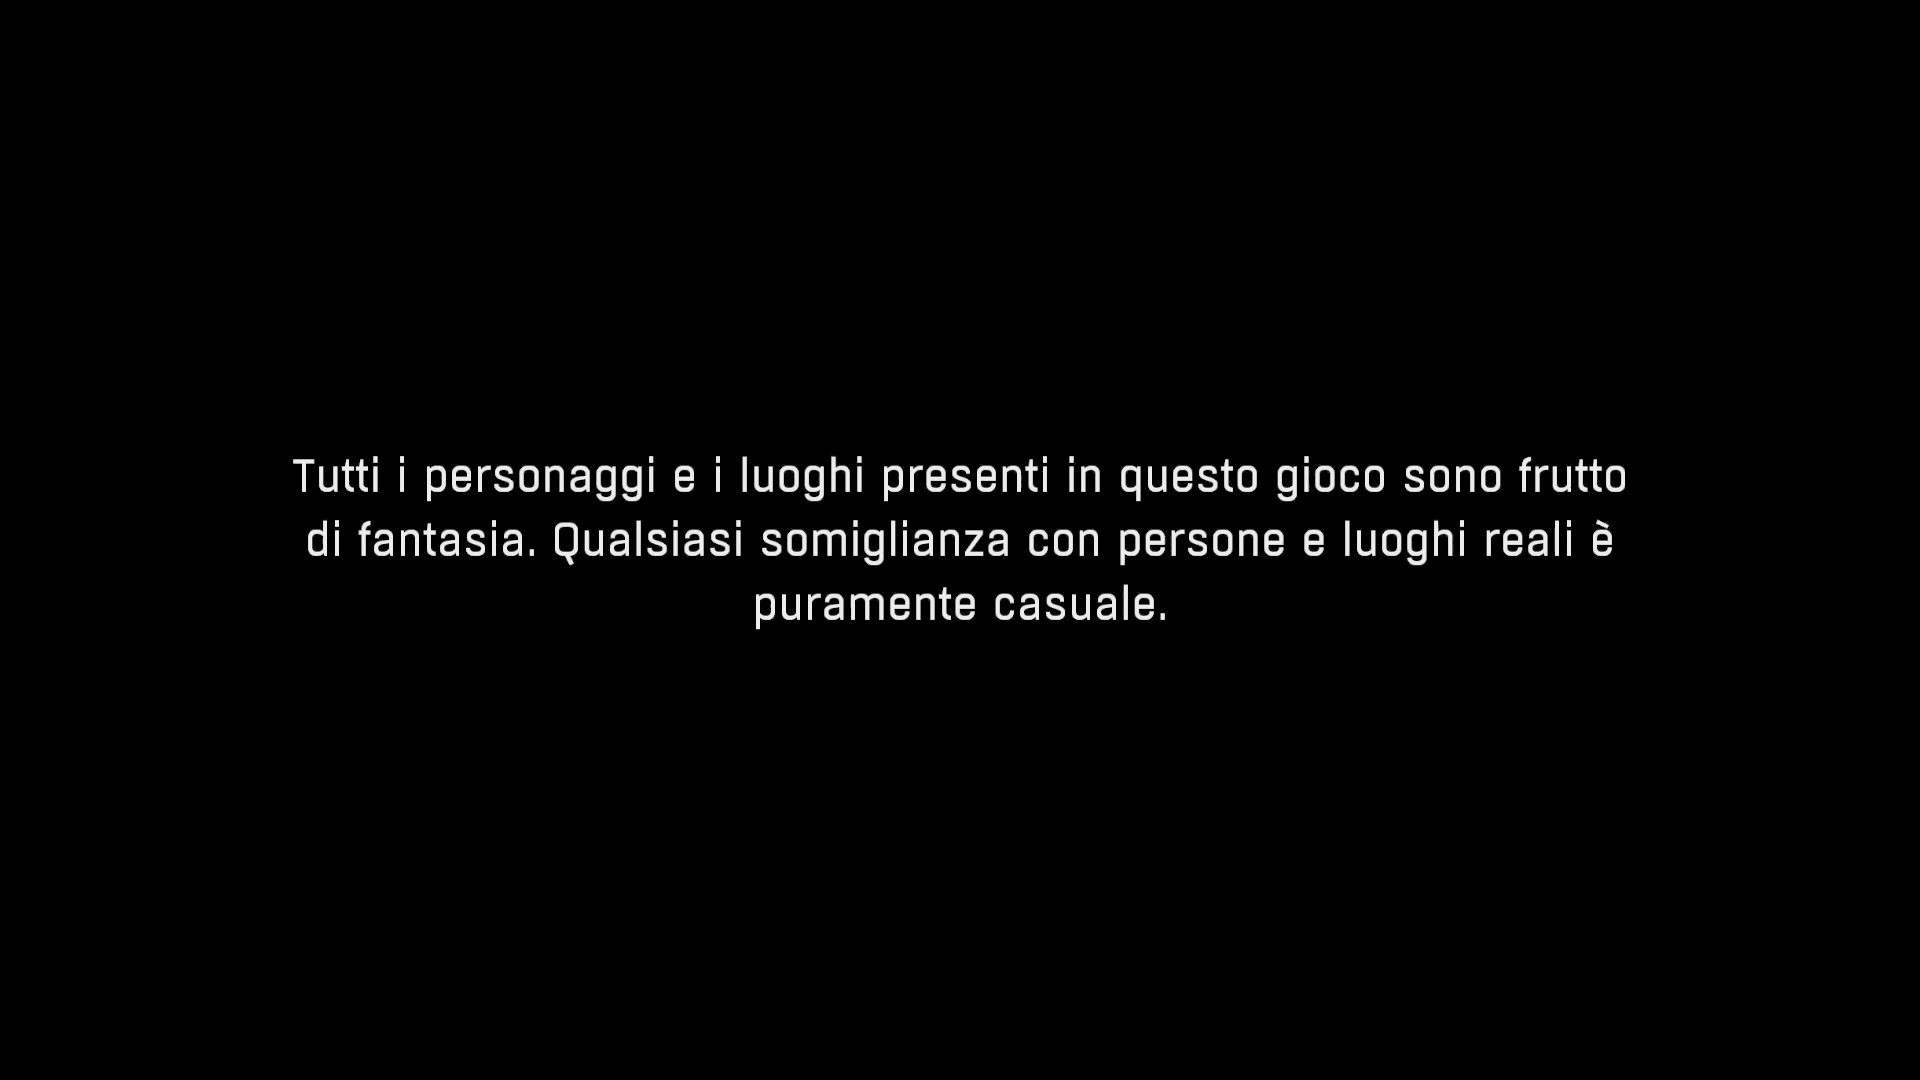 Tutti i personaggi e i luoghi presenti in questo gioco sono frutto
di fantasia. Qualsiasi somiglianza con persone e luoghi reali è
puramente casuale.